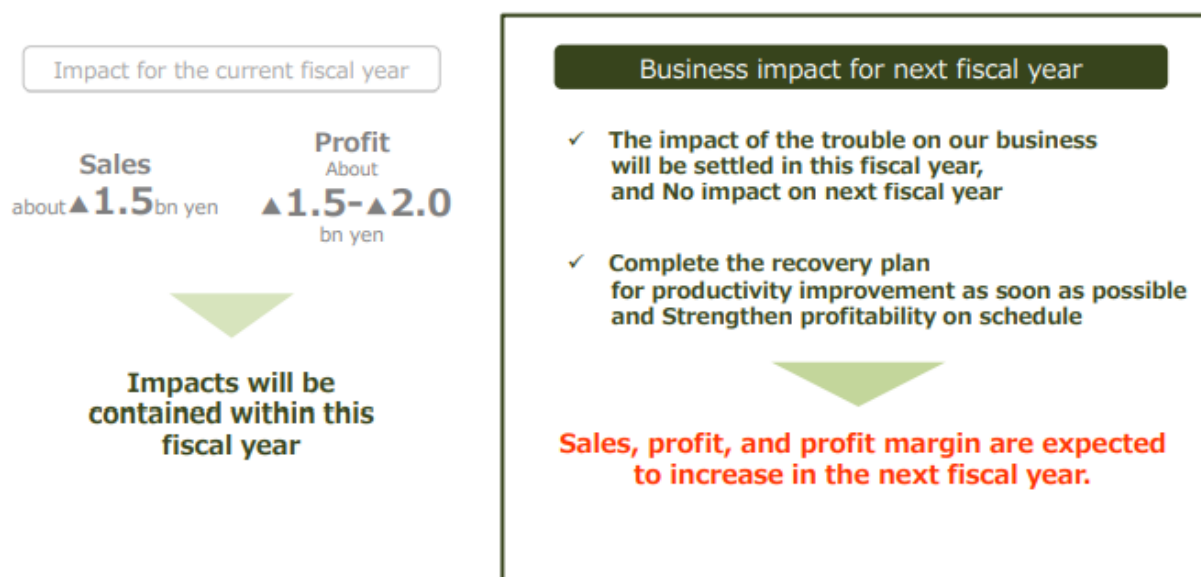 Impact for the current fiscal year
Sales
about▲1.5bn yen
Profit
About
▲1.5-▲2.0
bn yen
Impacts will be
contained within this
fiscal year
Business impact for next fiscal year
✓ The impact of the trouble on our business
will be settled in this fiscal year,
and No impact on next fiscal year
✓ Complete the recovery plan
for productivity improvement as soon as possible
and Strengthen profitability on schedule
Sales, profit, and profit margin are expected
to increase in the next fiscal year.